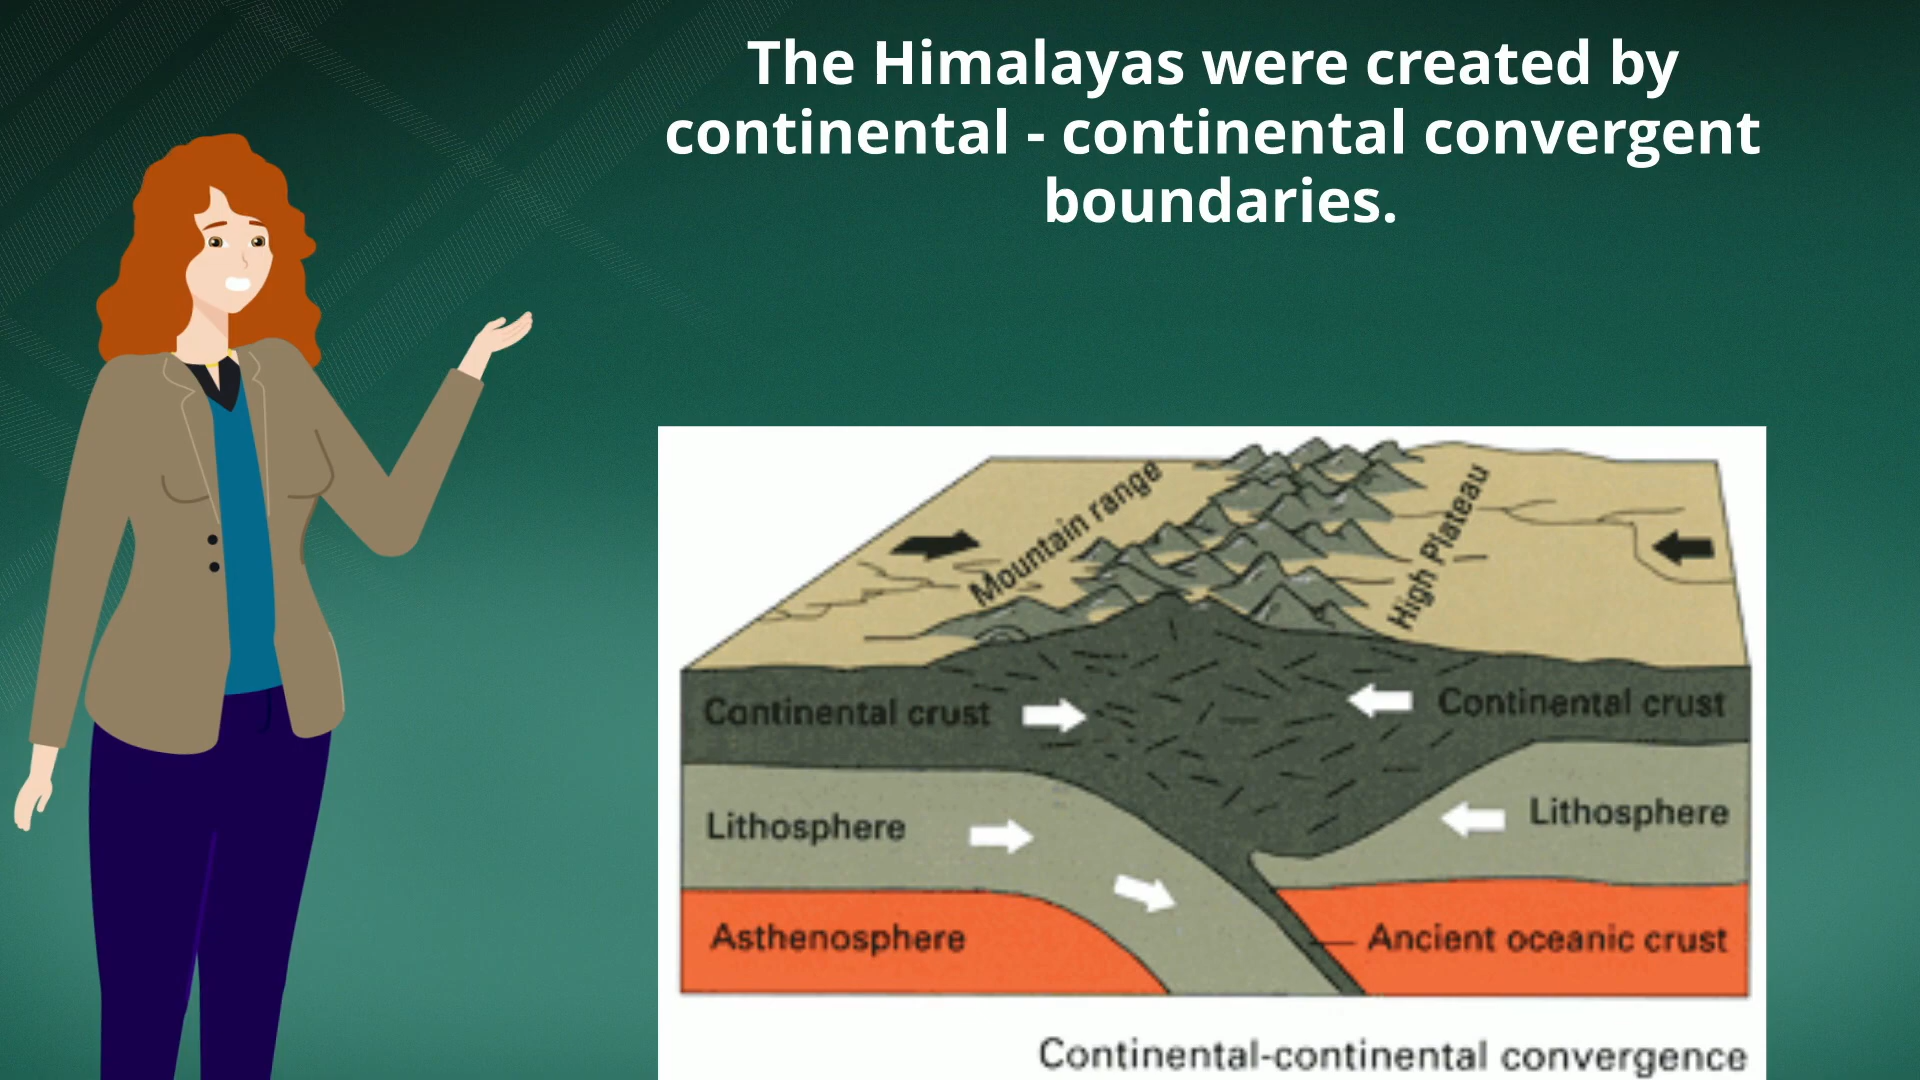 The Himalayas were created by
continental - continental convergent
boundaries.
Mountain range
High Plateau
Continental crust
Continental crust
Lithosphere
Lithosphere
Asthenosphere
Ancient oceanic crust
Continental-continental convergence